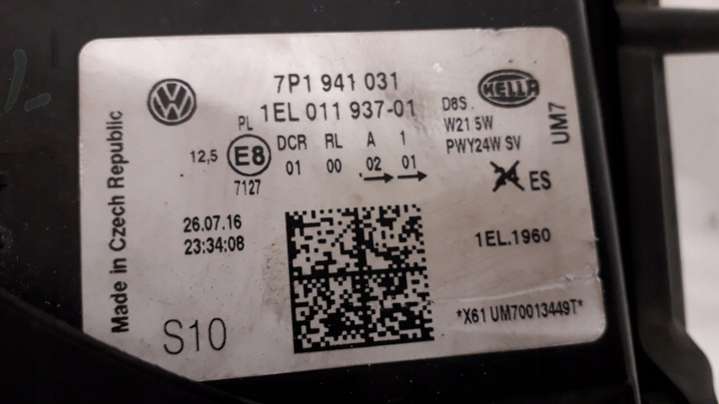 7P1 941 031
1EL 011 937-01
HELLA
D8S
W21 5W
PWY24W SV
UM7
PL
12,5 E8
7127
DCR RL A 1
01 00 02 01
24 ES
Made in Czech Republic
26.07.16
23:34:08
1EL.1960
S10
*X61 UM70013449T*